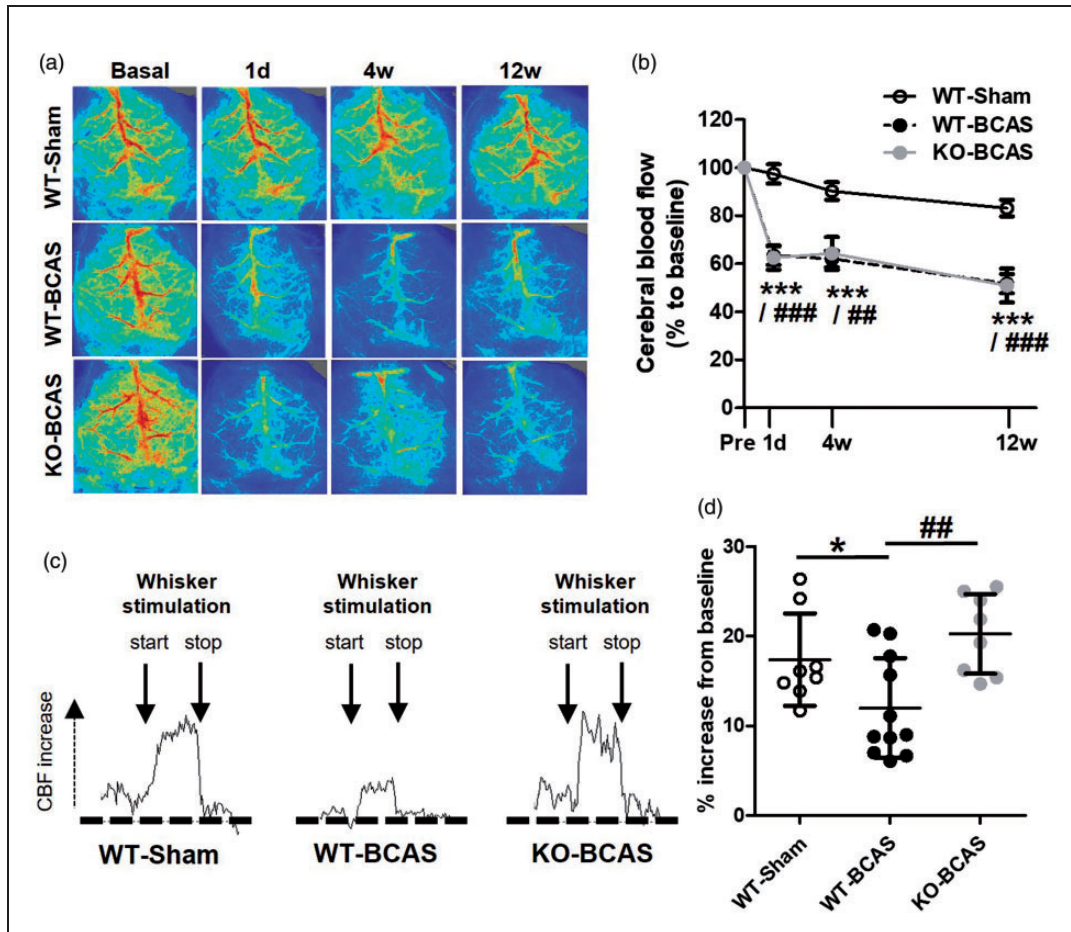 (a)
Basal 1d 4w 12w
WT-Sham
WT-BCAS
KO-BCAS
(b)
WT-Sham
WT-BCAS
KO-BCAS
Cerebral blood flow
(% to baseline)
120
100
80
60
40
20
0
***
/ ###
***
/ ##
***
/ ###
Pre 1d 4w 12w
(c)
Whisker
stimulation
start stop
Whisker
stimulation
start stop
Whisker
stimulation
start stop
CBF increase
WT-Sham WT-BCAS KO-BCAS
(d)
% increase from baseline
30
20
10
0
*
##
WT-Sham
WT-BCAS
KO-BCAS